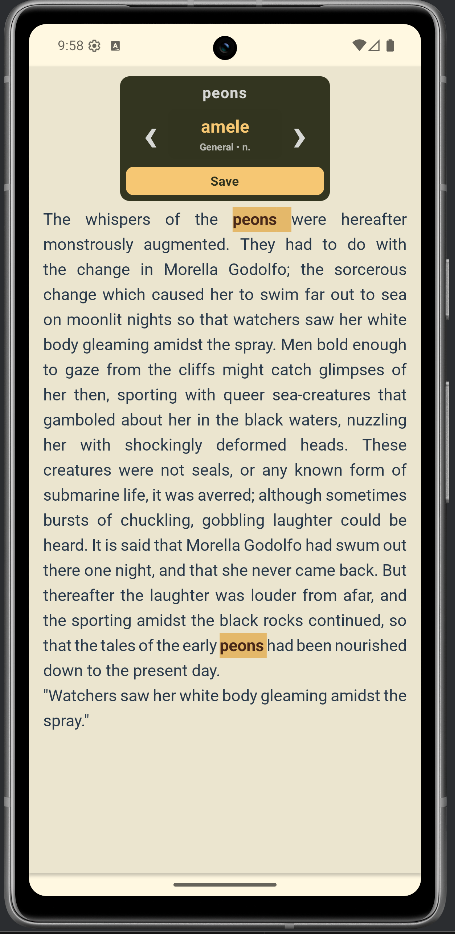 9:58
A
peons
amele
❮ ❯
General • n.
Save
The whispers of the peons were hereafter
monstrously augmented. They had to do with
the change in Morella Godolfo; the sorcerous
change which caused her to swim far out to sea
on moonlit nights so that watchers saw her white
body gleaming amidst the spray. Men bold enough
to gaze from the cliffs might catch glimpses of
her then, sporting with queer sea-creatures that
gamboled about her in the black waters, nuzzling
her with shockingly deformed heads. These
creatures were not seals, or any known form of
submarine life, it was averred; although sometimes
bursts of chuckling, gobbling laughter could be
heard. It is said that Morella Godolfo had swum out
there one night, and that she never came back. But
thereafter the laughter was louder from afar, and
the sporting amidst the black rocks continued, so
that the tales of the early peons had been nourished
down to the present day.
"Watchers saw her white body gleaming amidst the
spray."